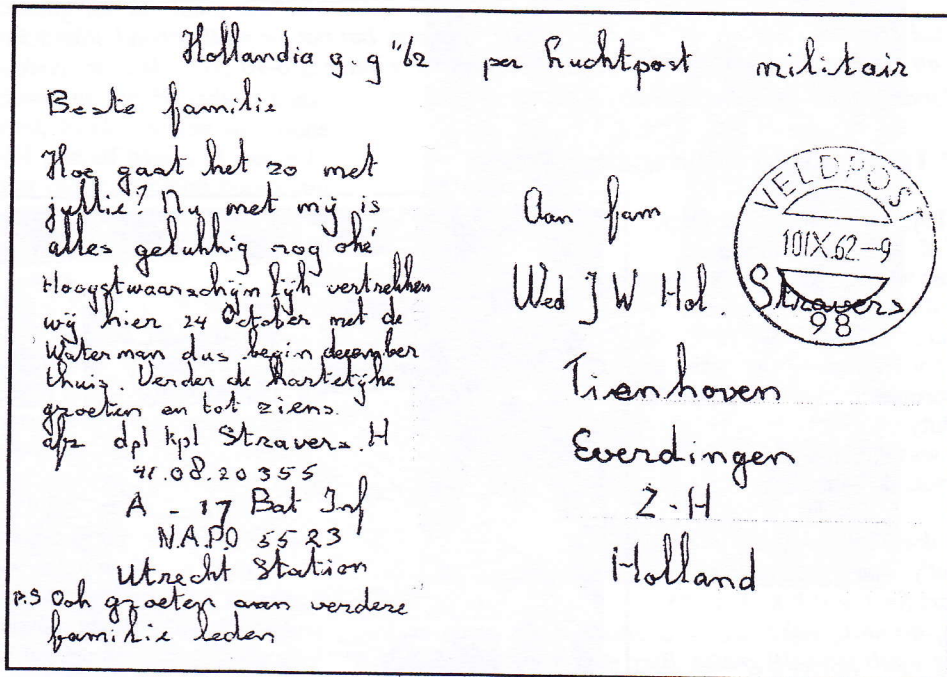 Hollandia 9-9 "62
Beste familie
Hoe gaat het zo met
jullie? Nu met mij is
alles gelukkig nog oké
Hoogstwaarschijnlijk vertrekken
wij hier 24 October met de
Waterman dus begin december
thuis. Verder de hartelijke
groeten en tot ziens.
afz dpl kpl Stravers. H
41.08.20355
A - 17 Bat Inf
N.A.P.O 5523
Utrecht Station
P.S Ook groeten aan verdere
familie leden
per Luchtpost militair
VELDPOST
10IX.62.-9
98
Aan fam
Wed J W Hol. Stravers
Tienhoven
Everdingen
Z-H
Holland